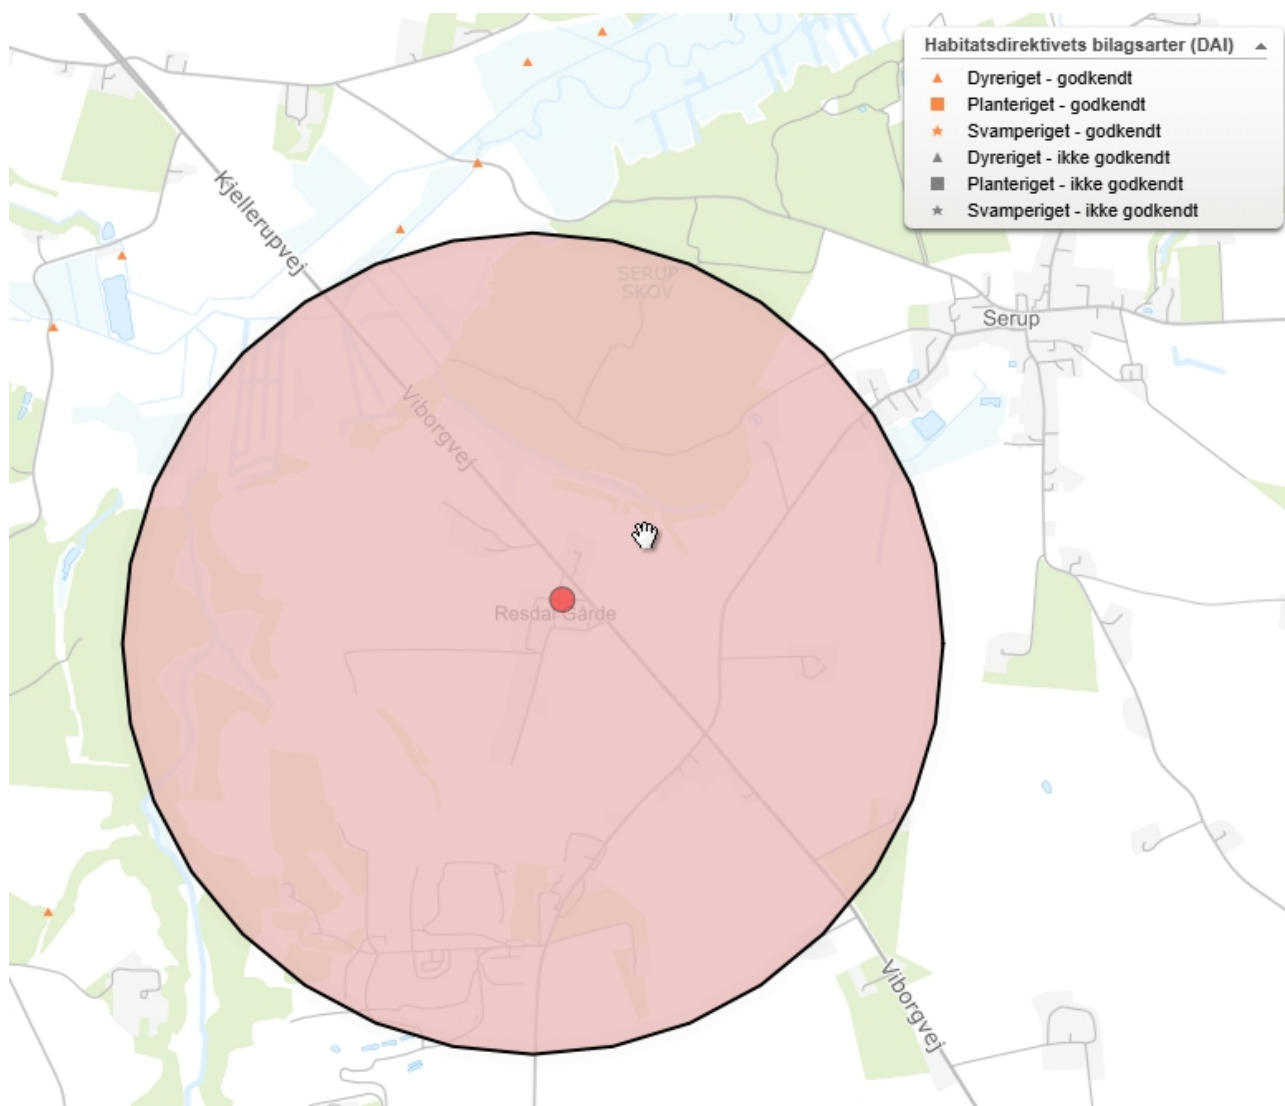 Habitatsdirektivets bilagsarter (DAI)
Dyreriget - godkendt
Planteriget - godkendt
Svamperiget - godkendt
Dyreriget - ikke godkendt
Planteriget - ikke godkendt
Svamperiget - ikke godkendt
Kjellerupvej
SERUP
SKOV
Serup
Viborgvej
Resdal Gårde
Viborgvej